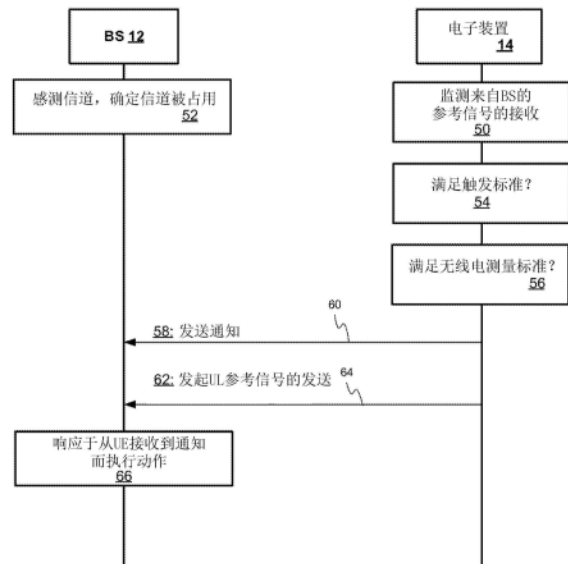 BS 12
电子装置
14
感测信道，确定信道被占用
52
监测来自BS的
参考信号的接收
50
满足触发标准？
54
满足无线电测量标准？
56
60
58: 发送通知
64
62: 发起UL参考信号的发送
响应于从UE接收到通知
而执行动作
66